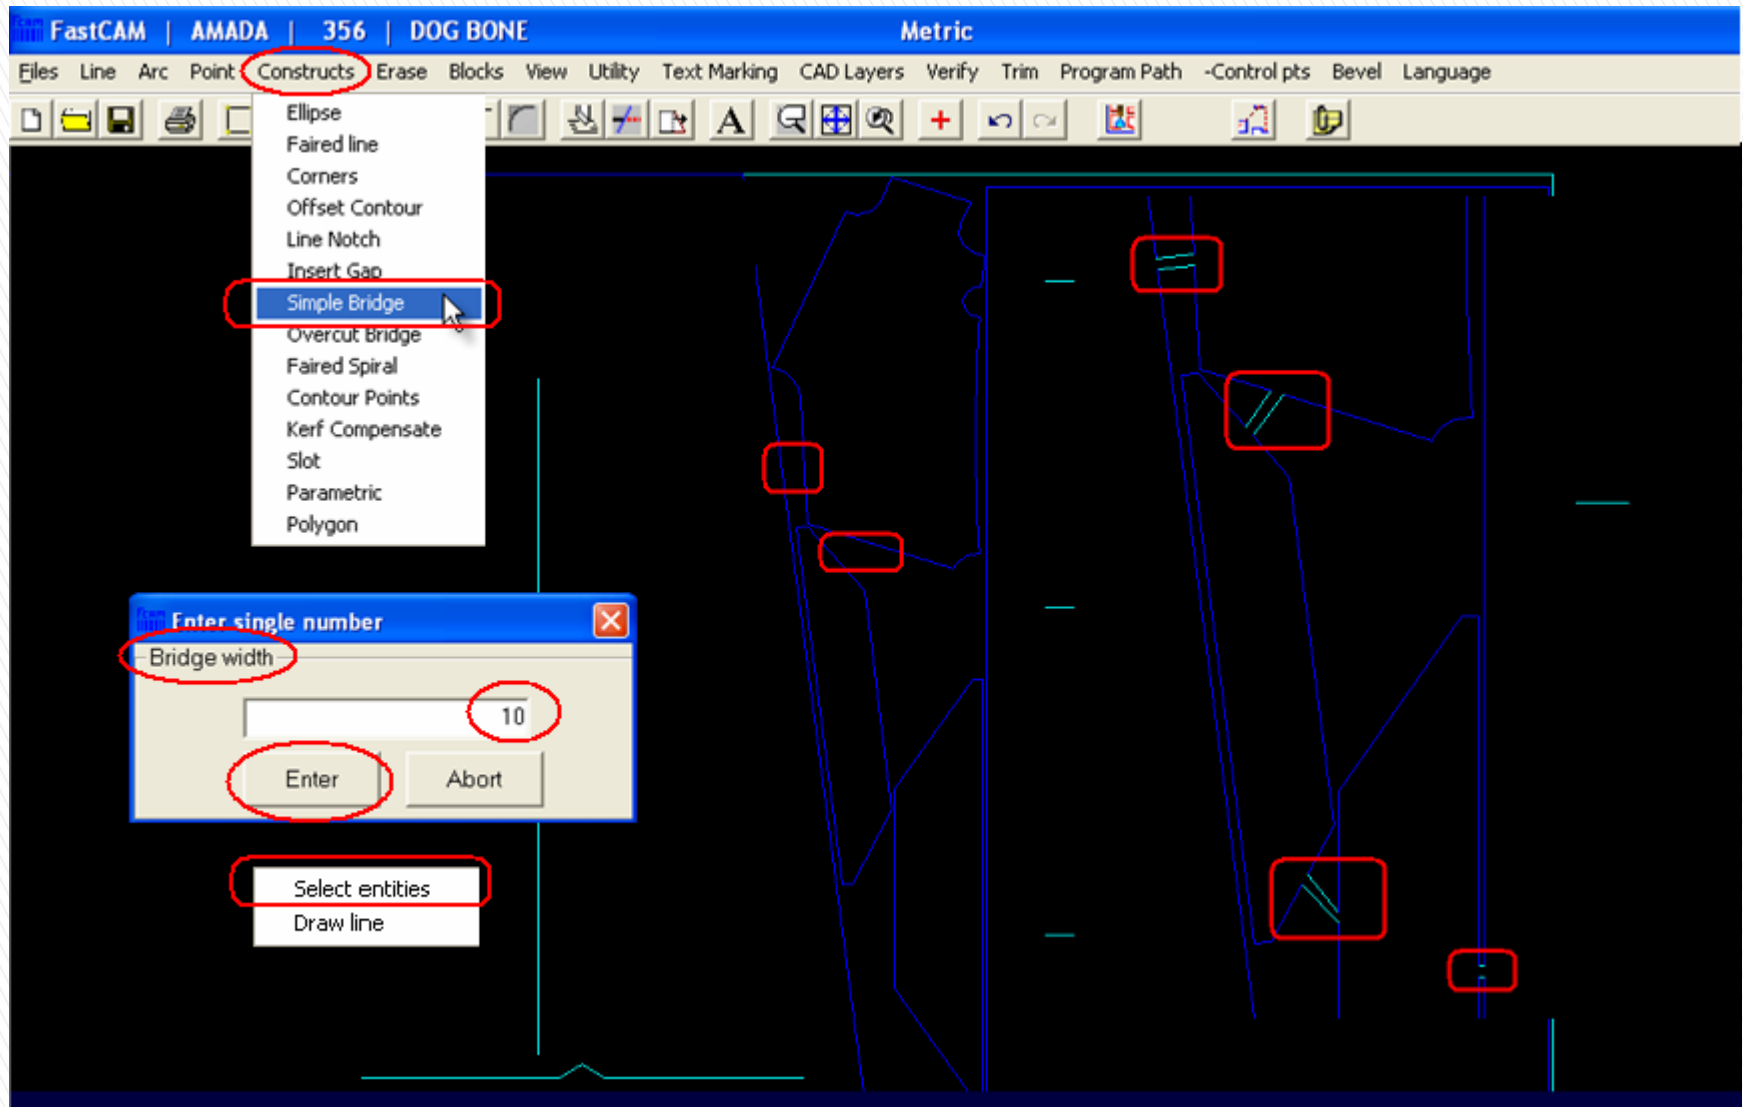 FastCAM | AMADA | 356 | DOG BONE Metric
Files Line Arc Point Constructs Erase Blocks View Utility Text Marking CAD Layers Verify Trim Program Path -Control pts Bevel Language
A
Ellipse
Faired line
Corners
Offset Contour
Line Notch
Insert Gap
Simple Bridge
Overcut Bridge
Faired Spiral
Contour Points
Kerf Compensate
Slot
Parametric
Polygon
Enter single number
Bridge width
10
Enter Abort
Select entities
Draw line